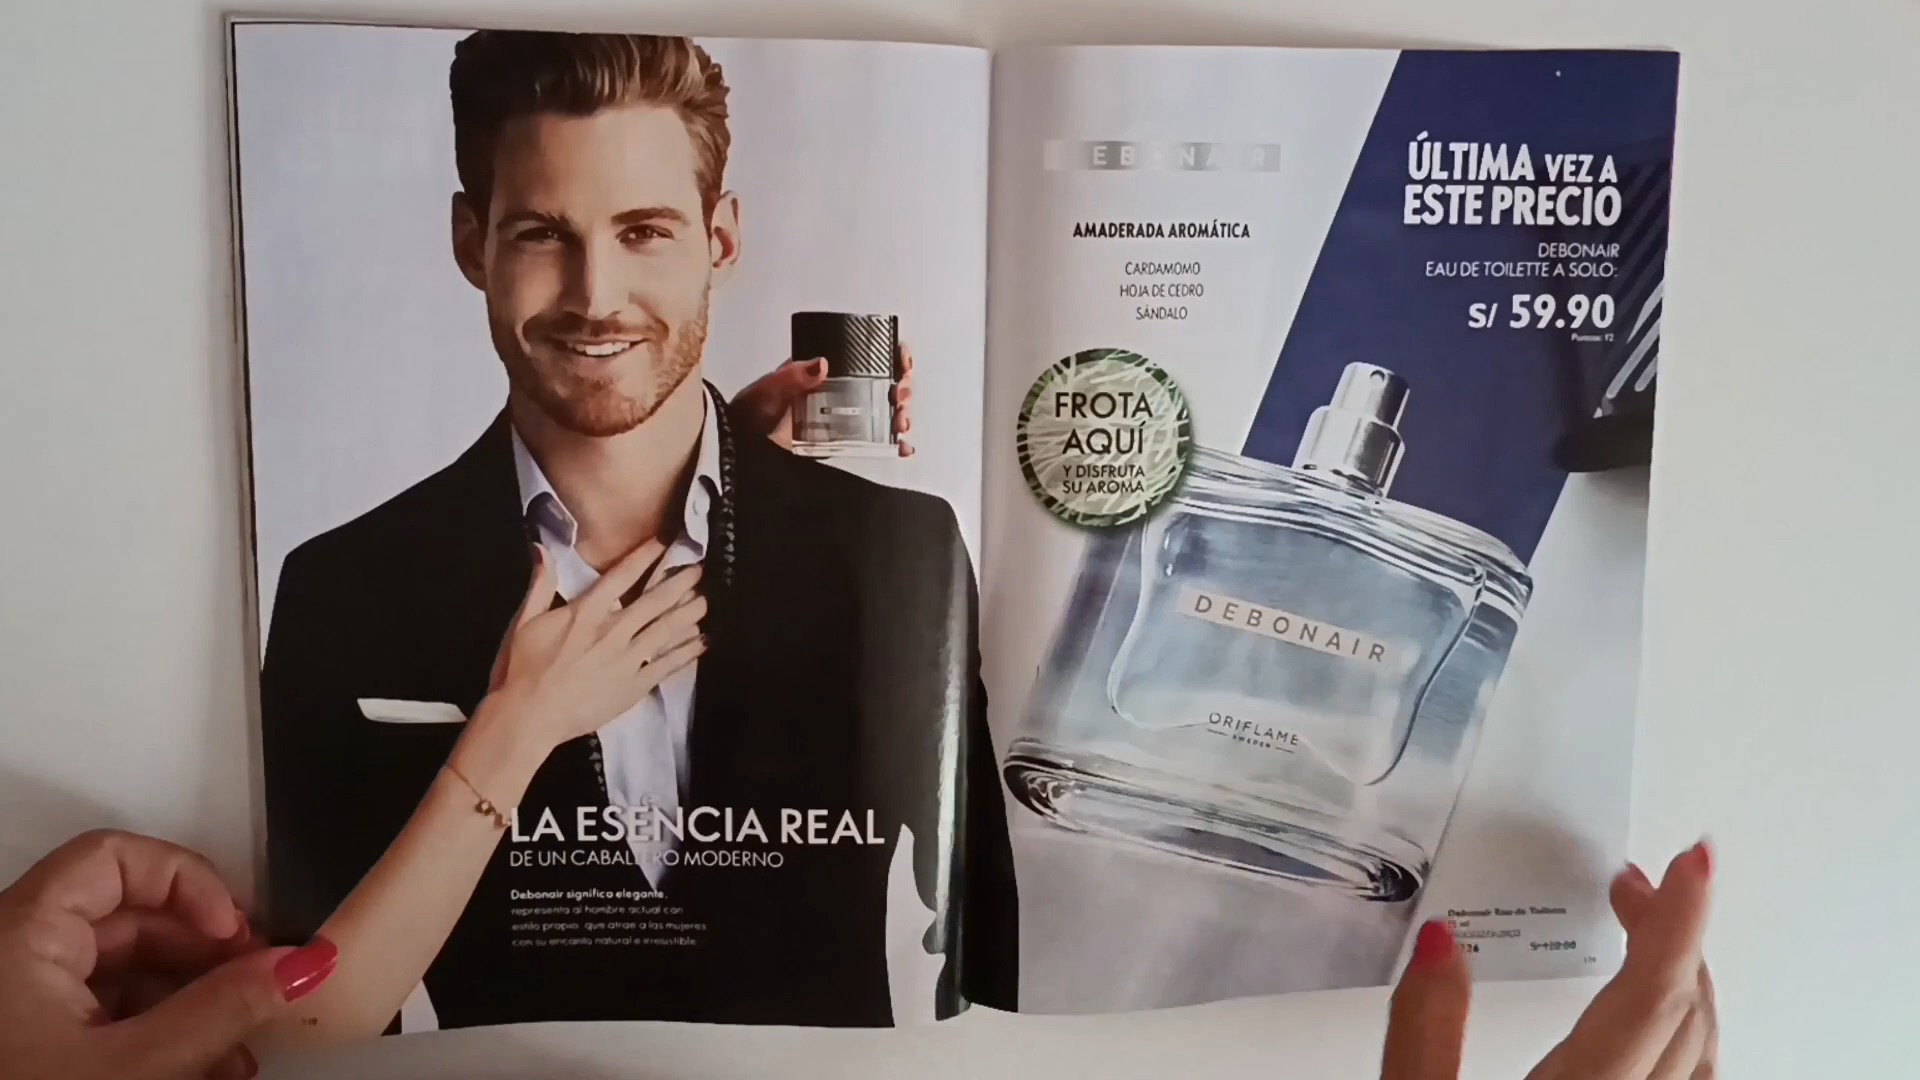 LA ESENCIA REAL
DE UN CABALLERO MODERNO
Debonair significa elegante,
representa al hombre actual con
estilo propio, que atrae a las mujeres
con su encanto natural e irresistible.
DEBONAIR
AMADERADA AROMÁTICA
CARDAMOMO
HOJA DE CEDRO
SÁNDALO
FROTA
AQUÍ
Y DISFRUTA
SU AROMA
ÚLTIMA VEZ A
ESTE PRECIO
DEBONAIR
EAU DE TOILETTE A SOLO:
S/ 59.90
Puntos: 12
DEBONAIR
ORIFLAME
SWEDEN
Debonair Eau de Toilette